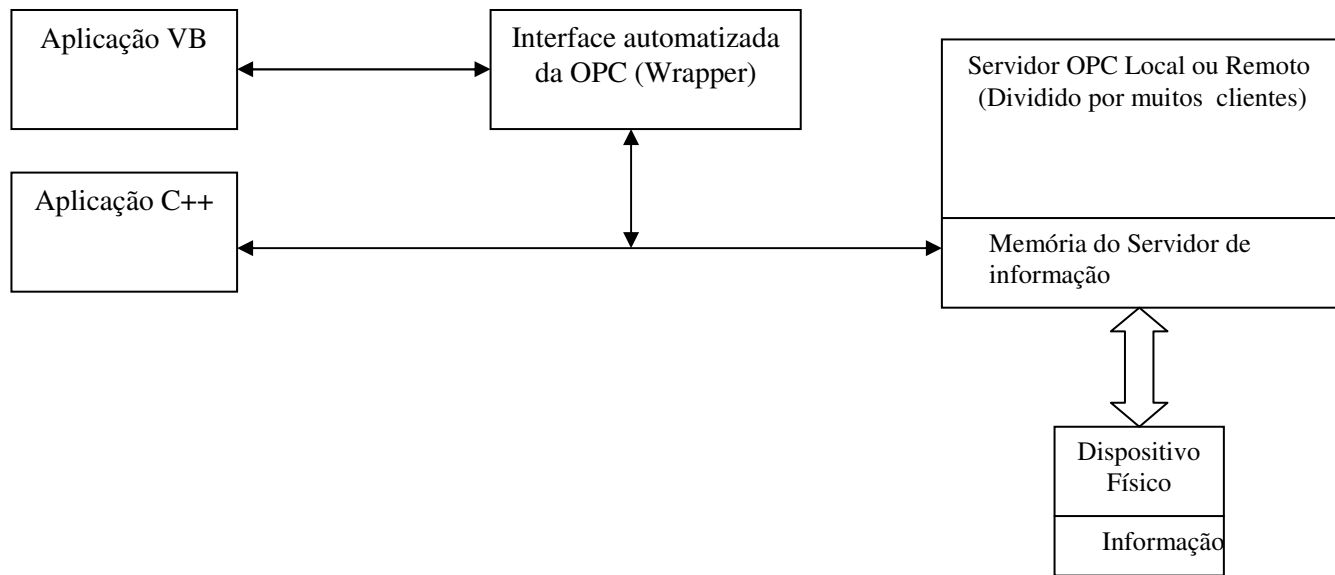 Aplicação VB
Interface automatizada
da OPC (Wrapper)
Servidor OPC Local ou Remoto
(Dividido por muitos clientes)
Aplicação C++
Memória do Servidor de
informação
Dispositivo
Físico
Informação